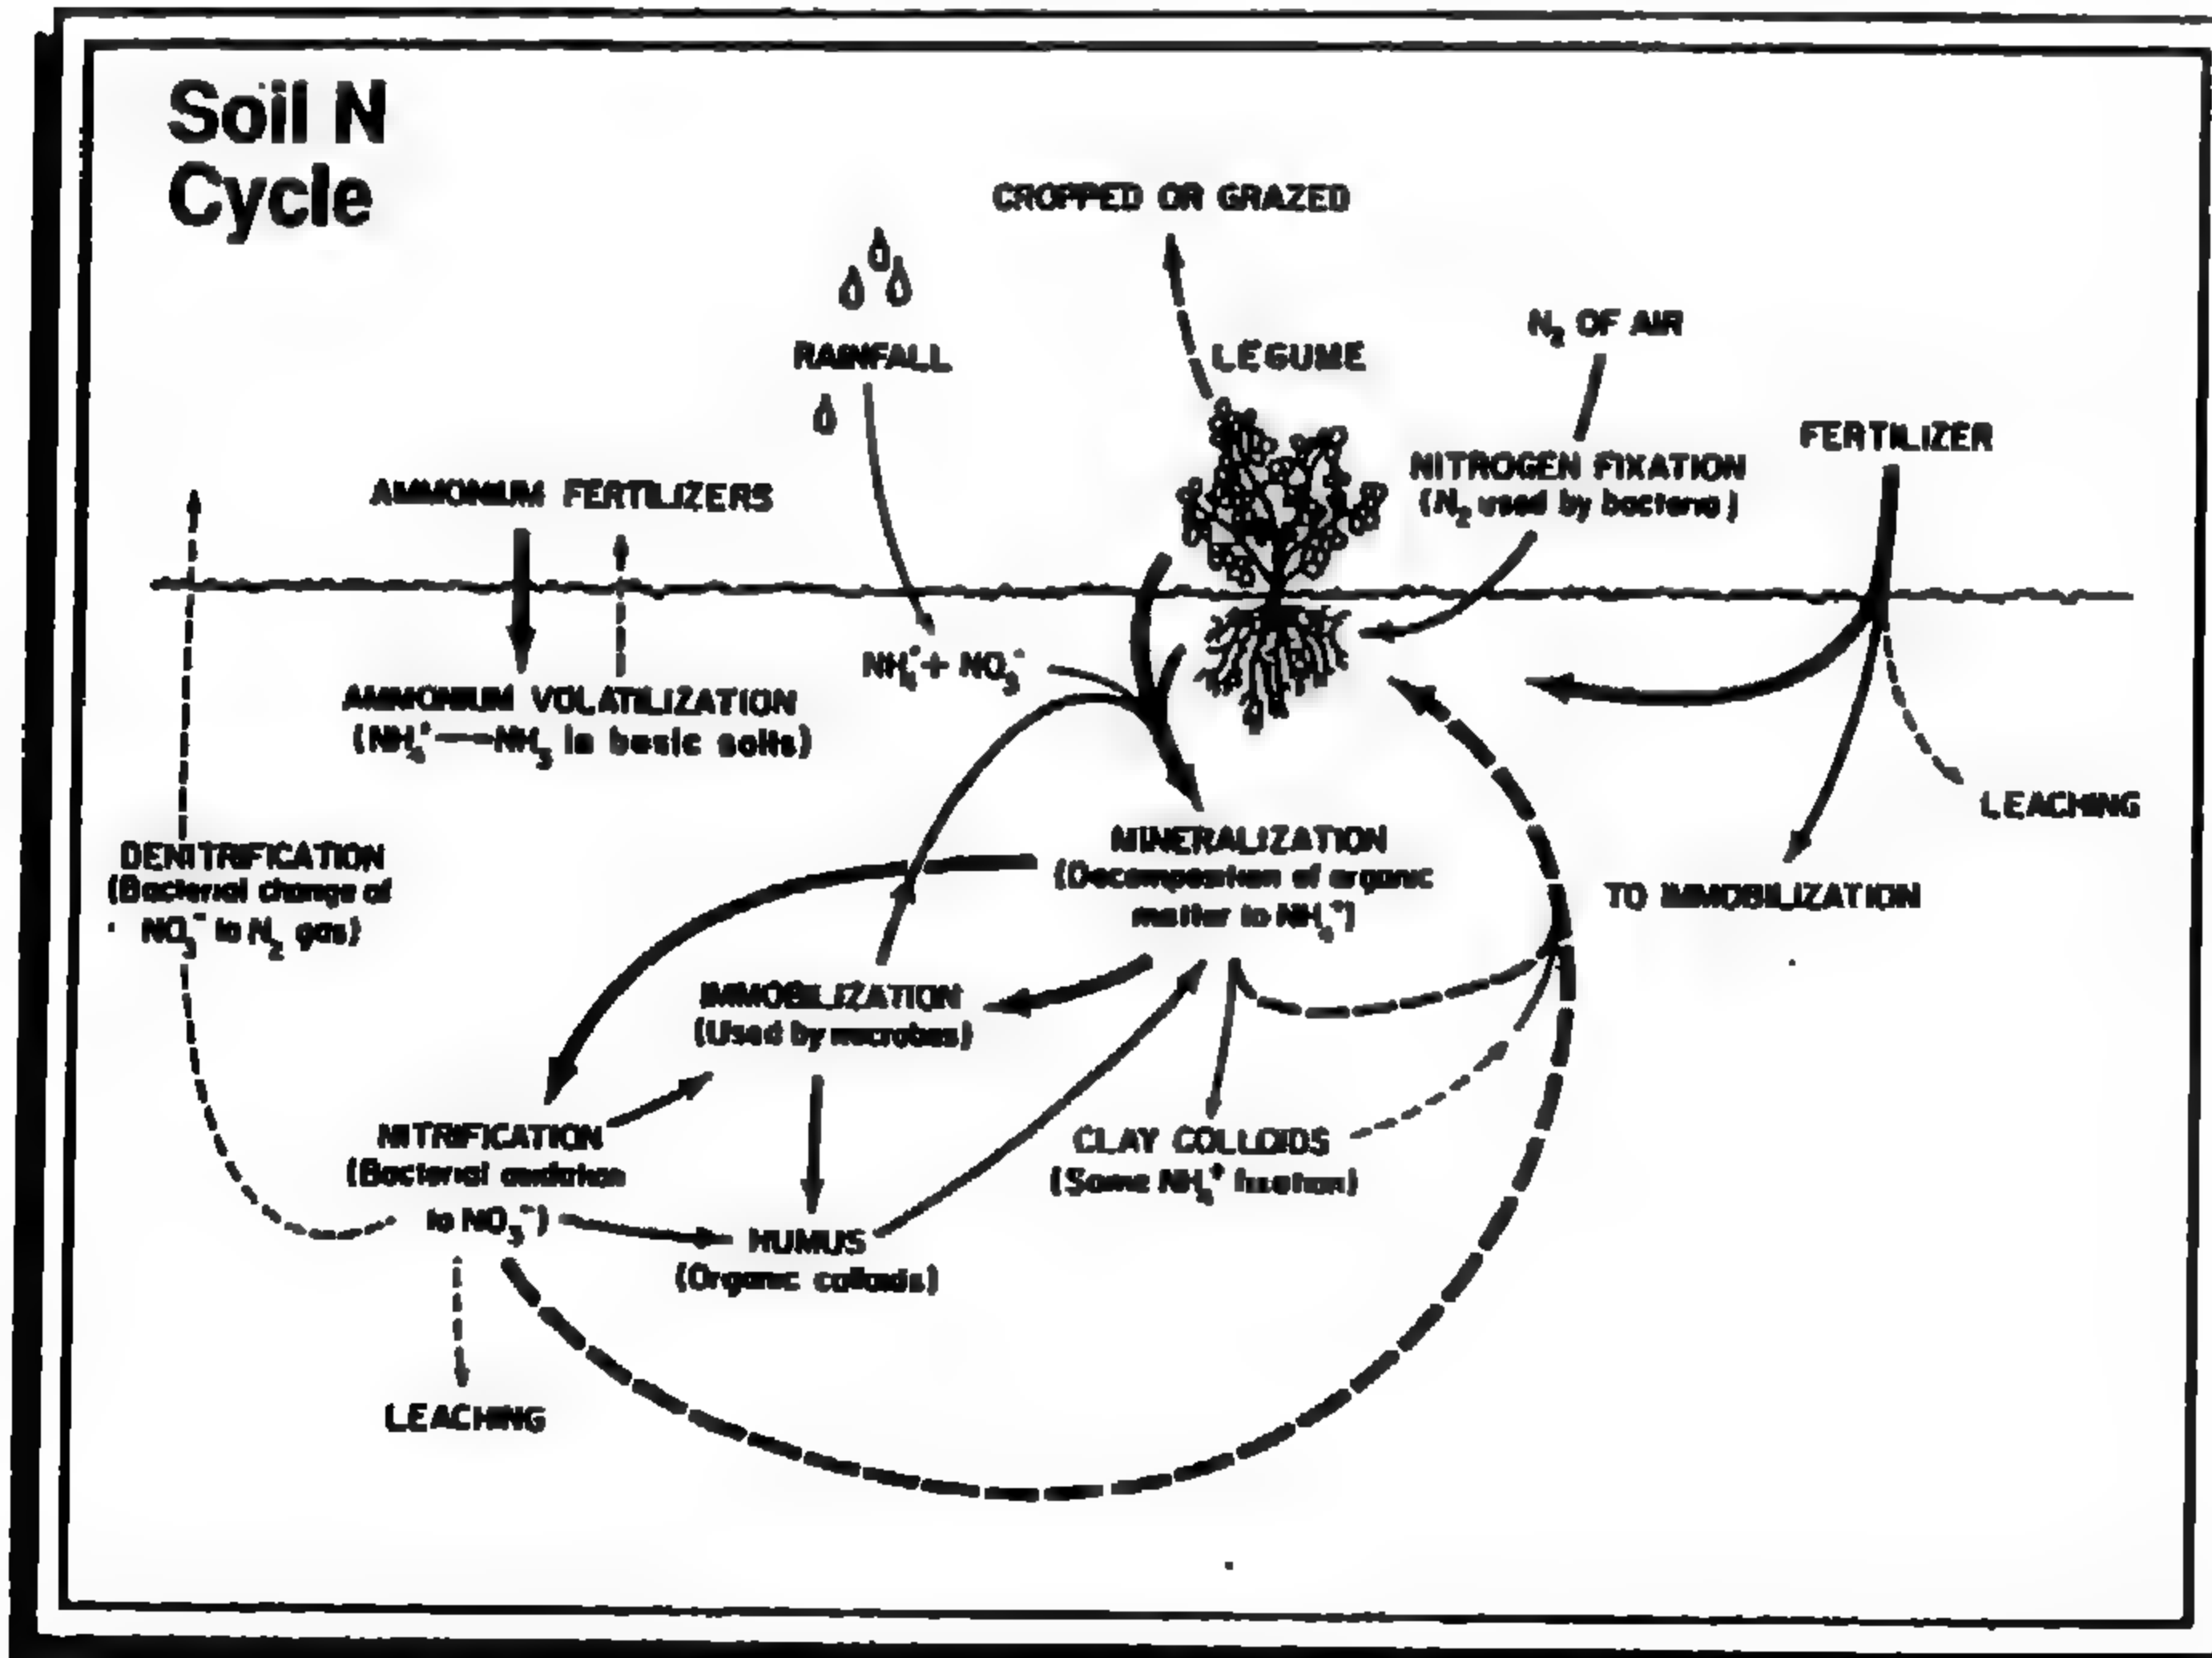 Soil N
Cycle
CROPPED OR GRAZED
RAINFALL
LEGUME
N₂ OF AIR
FERTILIZER
NITROGEN FIXATION
(N₂ used by bacteria)
AMMONIUM FERTILIZERS
NH₄⁺ + NO₃⁻
AMMONIUM VOLATILIZATION
(NH₄⁺—NH₃ in basic soils)
LEACHING
MINERALIZATION
(Decomposition of organic
matter to NH₄⁺)
DENITRIFICATION
(Bacterial change of
NO₃⁻ to N₂ gas)
TO IMMOBILIZATION
IMMOBILIZATION
(Used by microbes)
NITRIFICATION
(Bacterial oxidation
to NO₃⁻)
CLAY COLLOIDS
(Some NH₄⁺ fixation)
HUMUS
(Organic colloids)
LEACHING